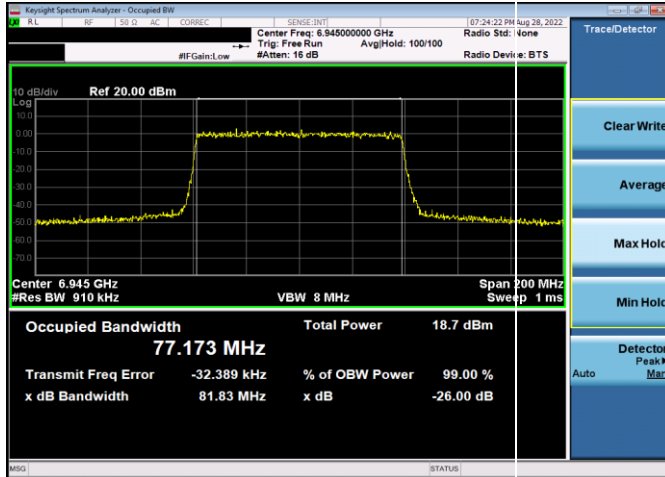 Keysight Spectrum Analyzer - Occupied BW
RL RF 50 Ω AC CORREC SENSE:INT 07:24:22 PM Aug 28, 2022
Center Freq: 6.945000000 GHz Radio Std: None
Trig: Free Run Avg|Hold: 100/100
#IFGain:Low #Atten: 16 dB Radio Device: BTS
Trace/Detector
10 dB/div Ref 20.00 dBm
Log
10.0
0.00
-10.0
-20.0
-30.0
-40.0
-50.0
-60.0
-70.0
Center 6.945 GHz Span 200 MHz
#Res BW 910 kHz VBW 8 MHz Sweep 1 ms
Occupied Bandwidth Total Power 18.7 dBm
77.173 MHz
Transmit Freq Error -32.389 kHz % of OBW Power 99.00 %
x dB Bandwidth 81.83 MHz x dB -26.00 dB
Clear Write
Average
Max Hold
Min Hold
Detector
Peak
Auto Man
MSG STATUS